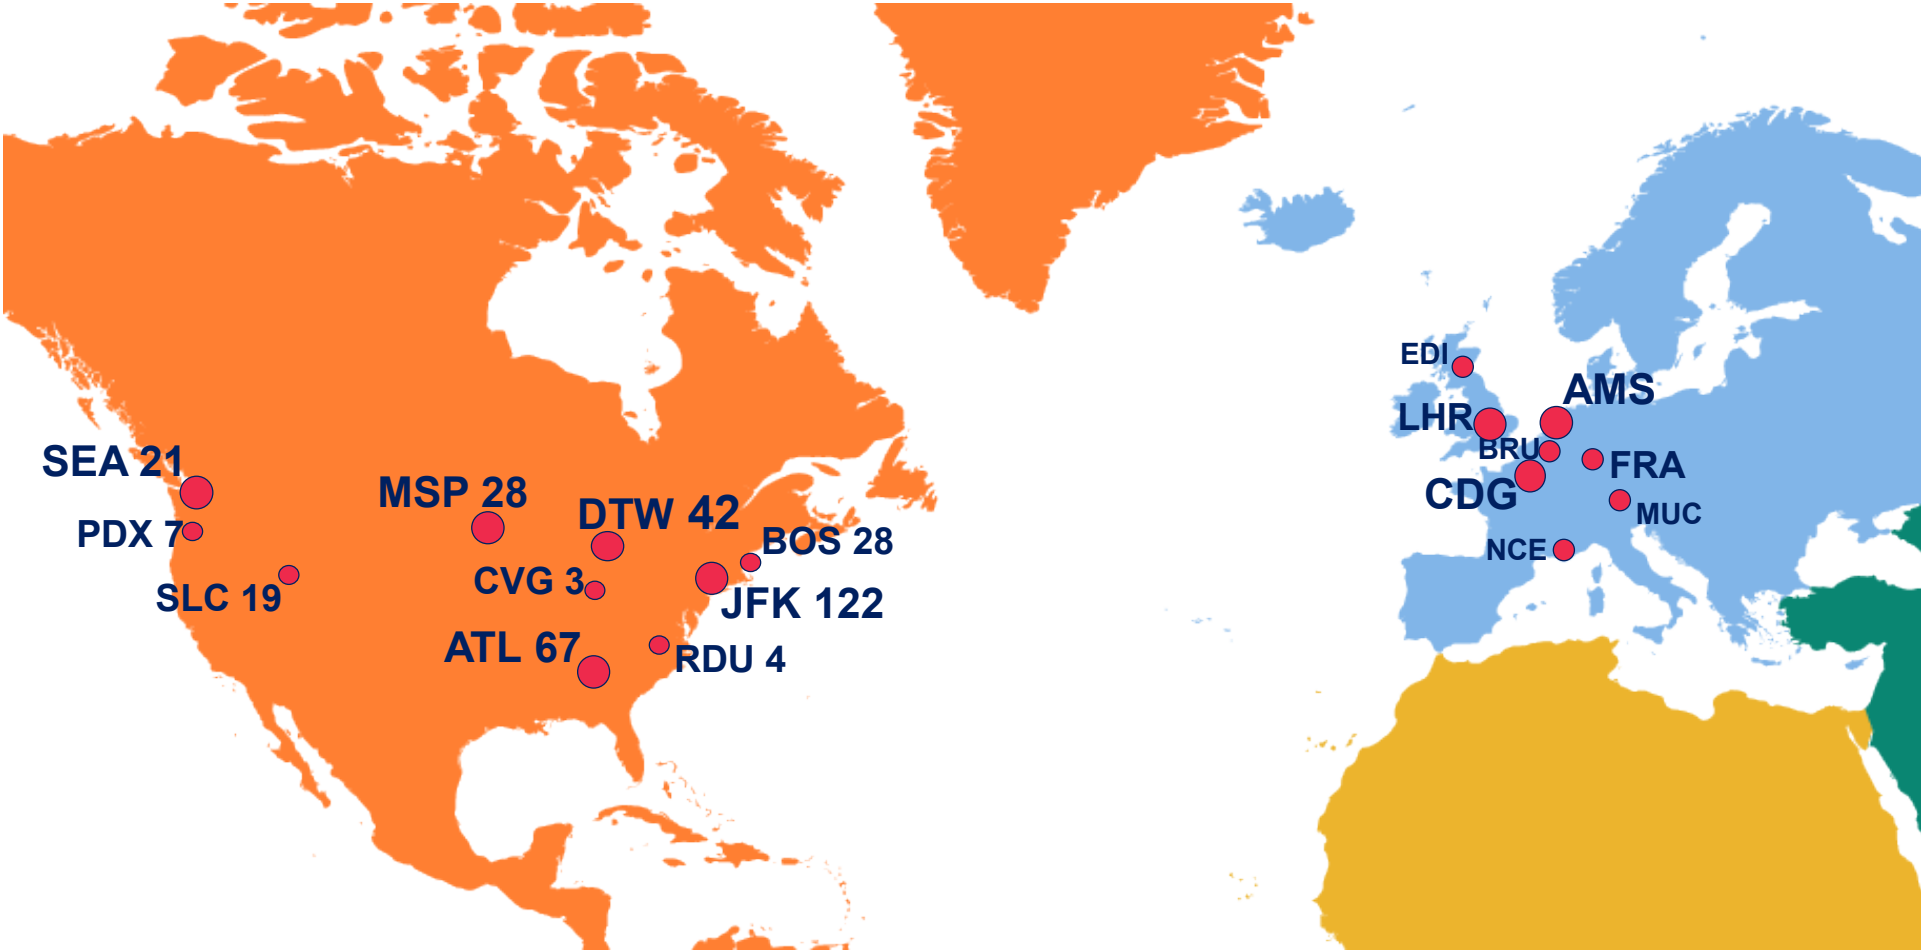 EDI
AMS
LHR
BRU
SEA 21
FRA
MSP 28
CDG
DTW 42
MUC
PDX 7
BOS 28
NCE
CVG 3
SLC 19
JFK 122
ATL 67
RDU 4